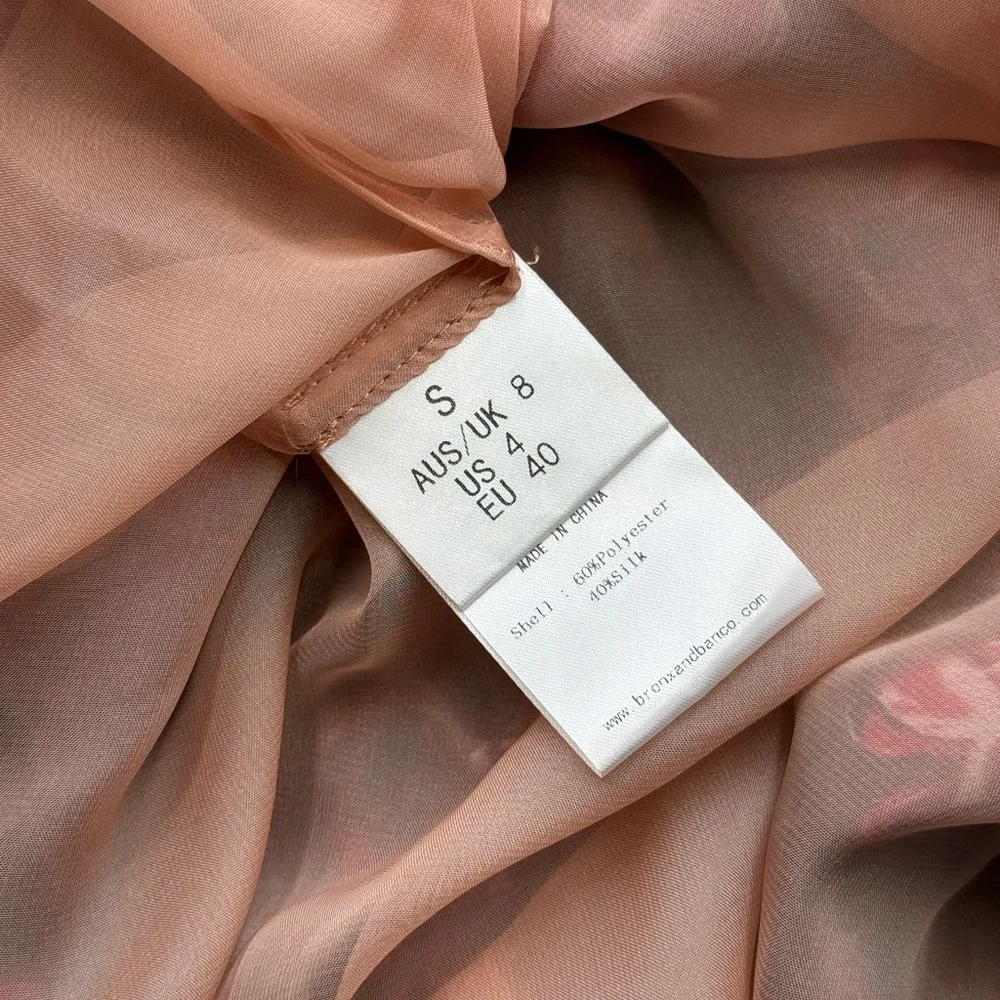 S
AUS/UK 8
US 4
EU 40
MADE IN CHINA
Shell : 60%Polyester
40%Silk
www.bronxandbanco.com